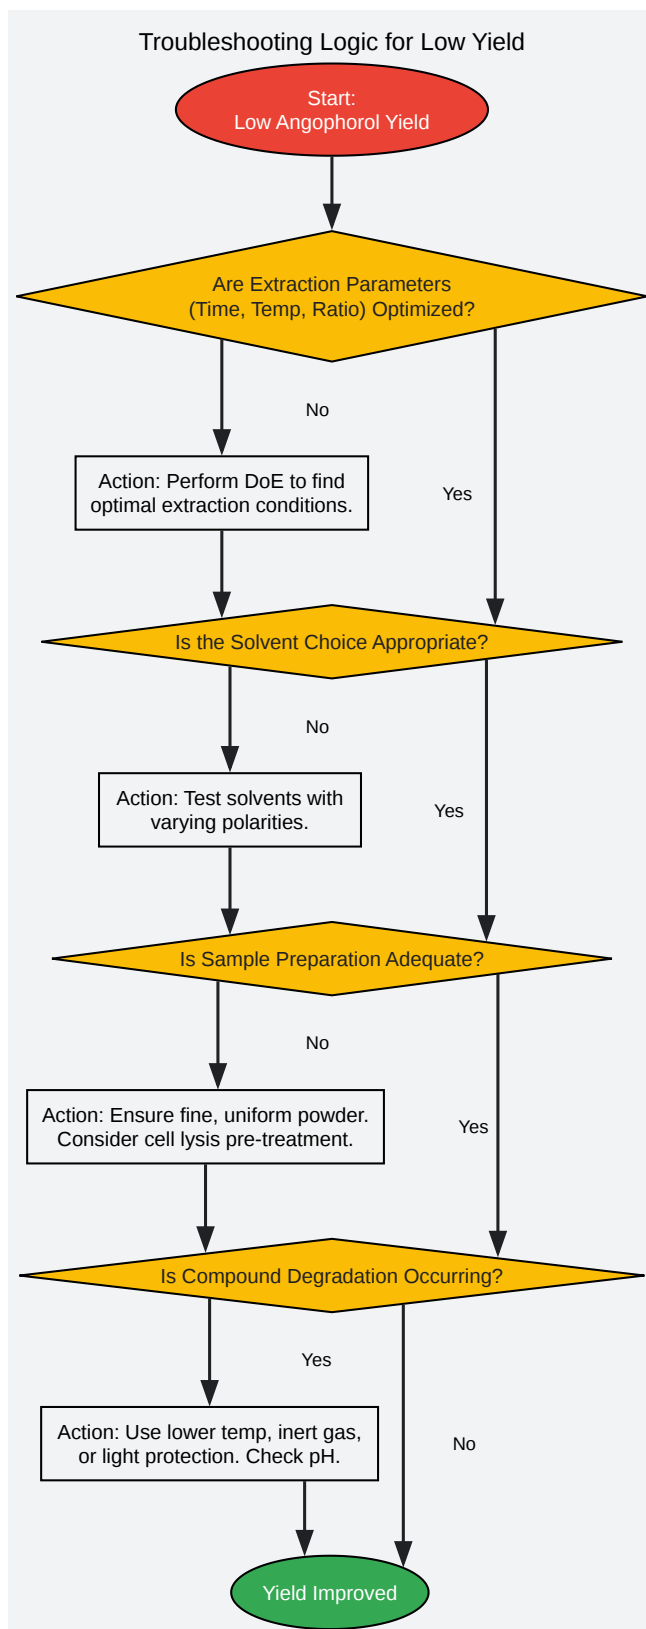 Troubleshooting Logic for Low Yield
Start:
Low Angophorol Yield
Are Extraction Parameters
(Time, Temp, Ratio) Optimized?
No
Action: Perform DoE to find
optimal extraction conditions.
Yes
Is the Solvent Choice Appropriate?
No
Action: Test solvents with
varying polarities.
Yes
Is Sample Preparation Adequate?
No
Action: Ensure fine, uniform powder.
Consider cell lysis pre-treatment.
Yes
Is Compound Degradation Occurring?
Yes
Action: Use lower temp, inert gas,
or light protection. Check pH.
No
Yield Improved